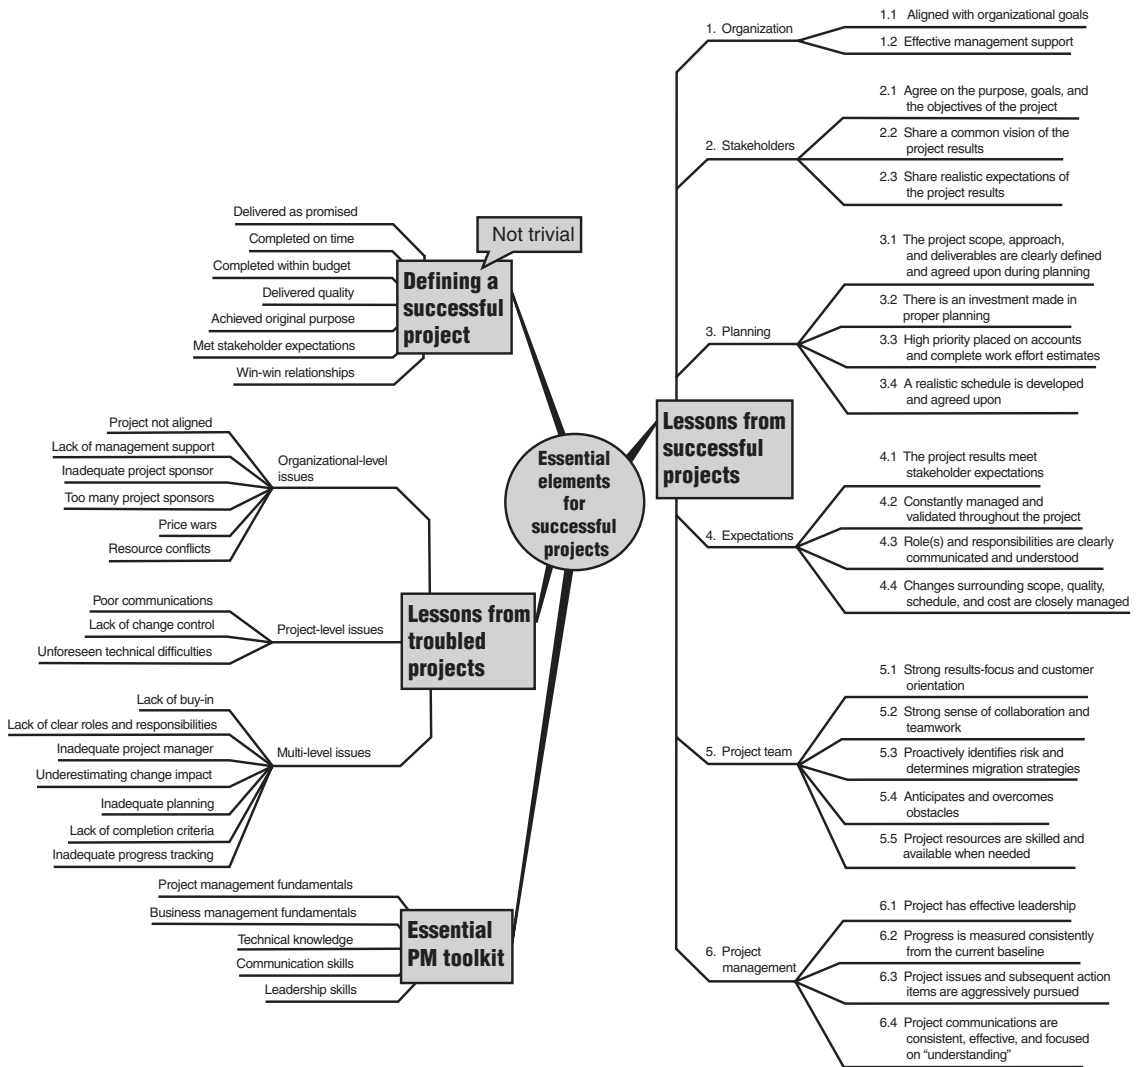 Essential
elements
for
successful
projects
Not trivial
Defining a
successful
project
Delivered as promised
Completed on time
Completed within budget
Delivered quality
Achieved original purpose
Met stakeholder expectations
Win-win relationships
Lessons from
troubled
projects
Organizational-level
issues
Project not aligned
Lack of management support
Inadequate project sponsor
Too many project sponsors
Price wars
Resource conflicts
Project-level issues
Poor communications
Lack of change control
Unforeseen technical difficulties
Multi-level issues
Lack of buy-in
Lack of clear roles and responsibilities
Inadequate project manager
Underestimating change impact
Inadequate planning
Lack of completion criteria
Inadequate progress tracking
Essential
PM toolkit
Project management fundamentals
Business management fundamentals
Technical knowledge
Communication skills
Leadership skills
Lessons from
successful
projects
1. Organization
1.1 Aligned with organizational goals
1.2 Effective management support
2. Stakeholders
2.1 Agree on the purpose, goals, and
the objectives of the project
2.2 Share a common vision of the
project results
2.3 Share realistic expectations of
the project results
3. Planning
3.1 The project scope, approach,
and deliverables are clearly defined
and agreed upon during planning
3.2 There is an investment made in
proper planning
3.3 High priority placed on accounts
and complete work effort estimates
3.4 A realistic schedule is developed
and agreed upon
4. Expectations
4.1 The project results meet
stakeholder expectations
4.2 Constantly managed and
validated throughout the project
4.3 Role(s) and responsibilities are clearly
communicated and understood
4.4 Changes surrounding scope, quality,
schedule, and cost are closely managed
5. Project team
5.1 Strong results-focus and customer
orientation
5.2 Strong sense of collaboration and
teamwork
5.3 Proactively identifies risk and
determines migration strategies
5.4 Anticipates and overcomes
obstacles
5.5 Project resources are skilled and
available when needed
6. Project
management
6.1 Project has effective leadership
6.2 Progress is measured consistently
from the current baseline
6.3 Project issues and subsequent action
items are aggressively pursued
6.4 Project communications are
consistent, effective, and focused
on “understanding”